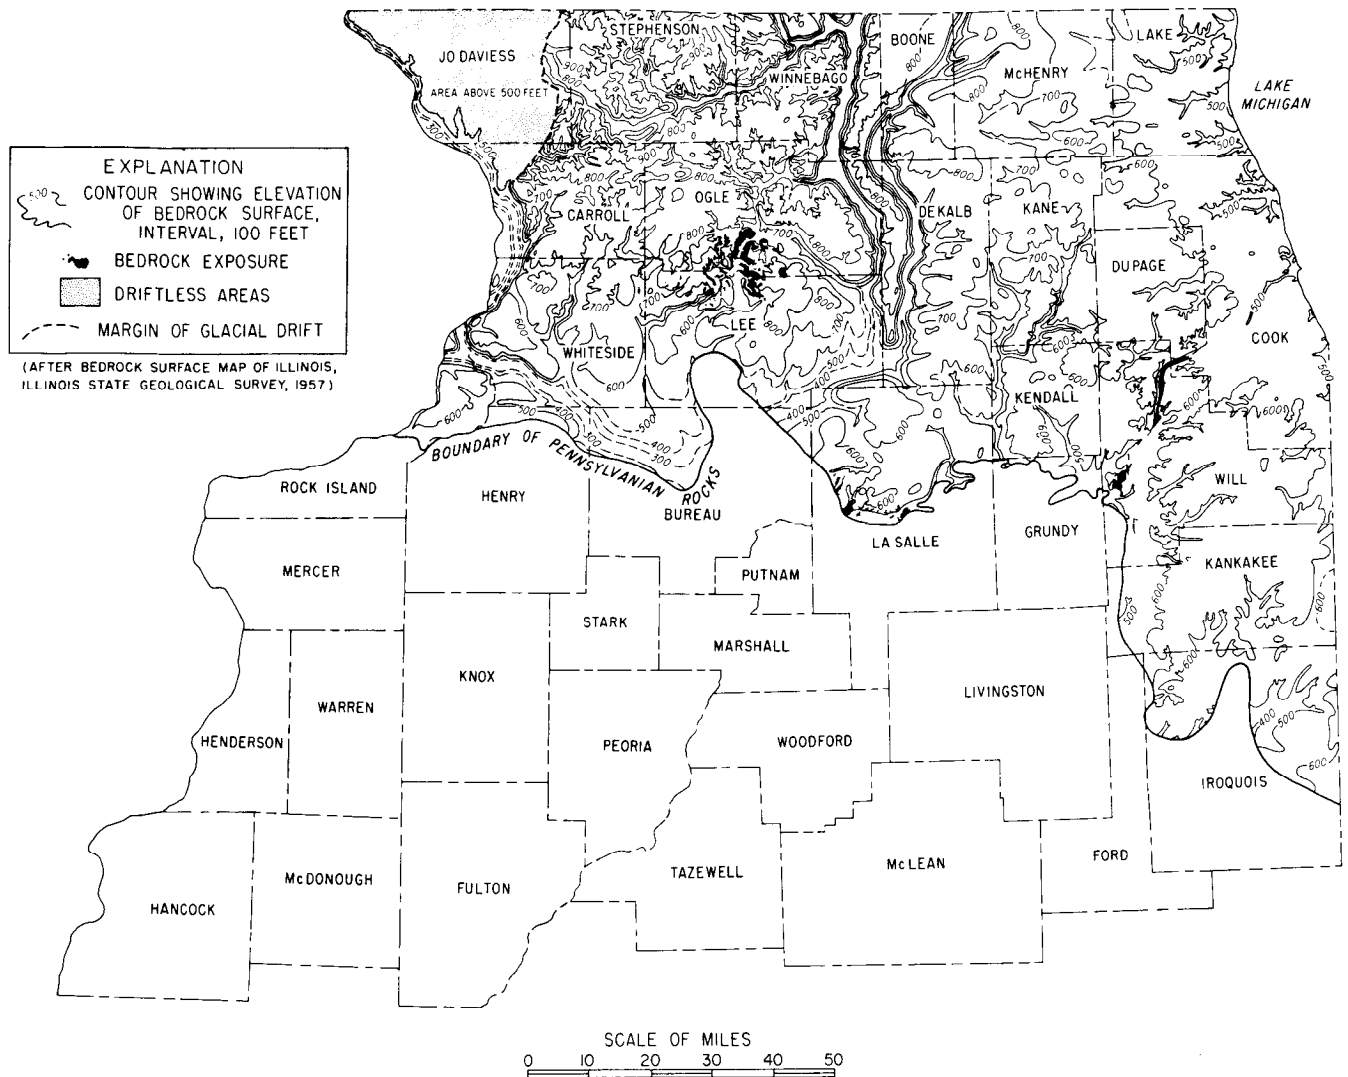 JO DAVIESS
AREA ABOVE 500 FEET
STEPHENSON
WINNEBAGO
BOONE
McHENRY
LAKE
LAKE
MICHIGAN
EXPLANATION
500
CONTOUR SHOWING ELEVATION
OF BEDROCK SURFACE,
INTERVAL, 100 FEET
BEDROCK EXPOSURE
DRIFTLESS AREAS
MARGIN OF GLACIAL DRIFT
(AFTER BEDROCK SURFACE MAP OF ILLINOIS,
ILLINOIS STATE GEOLOGICAL SURVEY, 1957)
CARROLL
OGLE
DEKALB
KANE
DUPAGE
COOK
WHITESIDE
LEE
KENDALL
BOUNDARY OF PENNSYLVANIAN ROCKS
ROCK ISLAND
HENRY
BUREAU
LA SALLE
GRUNDY
WILL
MERCER
PUTNAM
KANKAKEE
STARK
MARSHALL
KNOX
WARREN
HENDERSON
PEORIA
WOODFORD
LIVINGSTON
IROQUOIS
HANCOCK
McDONOUGH
FULTON
TAZEWELL
McLEAN
FORD
SCALE OF MILES
0 10 20 30 40 50